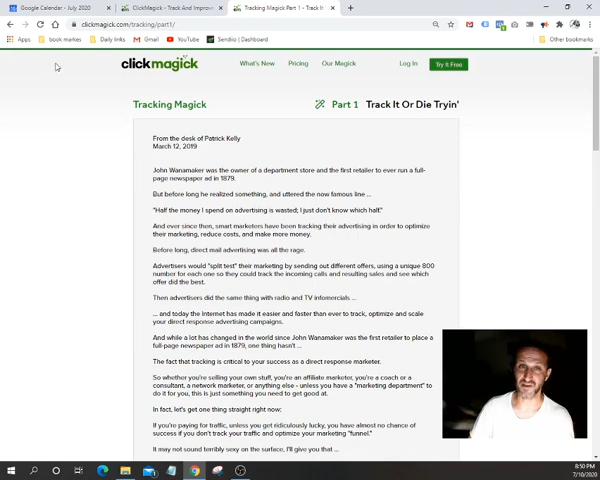 Google Calendar - July 2020
ClickMagick - Track And Improv
Tracking Magick Part 1 - Track It
clickmagick.com/tracking/part1/
Apps
book markes
Daily links
Gmail
YouTube
Sendiio | Dashboard
Other bookmarks
clickmagick
What's New
Pricing
Our Magick
Log In
Try It Free
Tracking Magick
Part 1 Track It Or Die Tryin'
From the desk of Patrick Kelly
March 12, 2019
John Wanamaker was the owner of a department store and the first retailer to ever run a full-
page newspaper ad in 1879.
But before long he realized something, and uttered the now famous line ...
"Half the money I spend on advertising is wasted; I just don't know which half."
And ever since then, smart marketers have been tracking their advertising in order to optimize
their marketing, reduce costs, and make more money.
Before long, direct mail advertising was all the rage.
Advertisers would "split test" their marketing by sending out different offers, using a unique 800
number for each one so they could track the incoming calls and resulting sales and see which
offer did the best.
Then advertisers did the same thing with radio and TV infomercials ...
... and today the Internet has made it easier and faster than ever to track, optimize and scale
your direct response advertising campaigns.
And while a lot has changed in the world since John Wanamaker was the first retailer to place a
full-page newspaper ad in 1879, one thing hasn't ...
The fact that tracking is critical to your success as a direct response marketer.
So whether you're selling your own stuff, you're an affiliate marketer, you're a coach or a
consultant, a network marketer, or anything else - unless you have a "marketing department" to
do it for you, this is just something you need to get good at.
In fact, let's get one thing straight right now:
If you're paying for traffic, unless you get ridiculously lucky, you have almost no chance of
success if you don't track your traffic and optimize your marketing "funnel."
It may not sound terribly sexy on the surface, I'll give you that ...
8:50 PM
7/10/2020